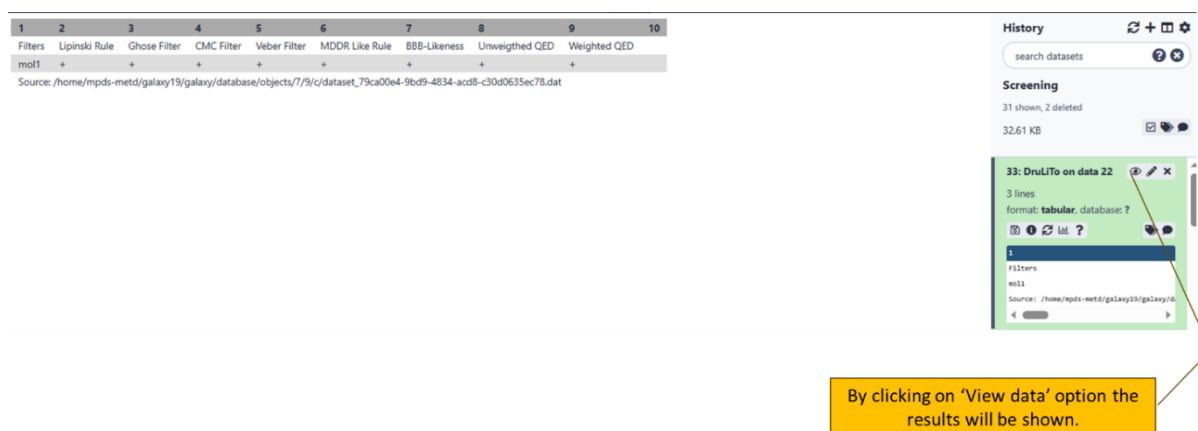 1 2 3 4 5 6 7 8 9 10
Filters Lipinski Rule Ghose Filter CMC Filter Veber Filter MDDR Like Rule BBB-Likeness Unweigthed QED Weighted QED
mol1 + + + + + + + +
Source: /home/mpds-metd/galaxy19/galaxy/database/objects/7/9/c/dataset_79ca00e4-9bd9-4834-acd8-c30d0635ec78.dat
History
search datasets
Screening
31 shown, 2 deleted
32.61 KB
33: DruLiTo on data 22
3 lines
format: tabular, database: ?
1
Filters
mol1
Source: /home/mpds-metd/galaxy19/galaxy/da
By clicking on ‘View data’ option the
results will be shown.